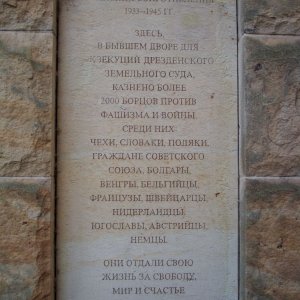 1933–1945 ГГ.
ЗДЕСЬ,
В БЫВШЕМ ДВОРЕ ДЛЯ
ЭКЗЕКУЦИЙ ДРЕЗДЕНСКОГО
ЗЕМЕЛЬНОГО СУДА,
КАЗНЕНО БОЛЕЕ
2000 БОРЦОВ ПРОТИВ
ФАШИЗМА И ВОЙНЫ
СРЕДИ НИХ:
ЧЕХИ, СЛОВАКИ, ПОЛЯКИ,
ГРАЖДАНЕ СОВЕТСКОГО
СОЮЗА, БОЛГАРЫ,
ВЕНГРЫ, БЕЛЬГИЙЦЫ,
ФРАНЦУЗЫ, ШВЕЙЦАРЦЫ,
НИДЕРЛАНДЦЫ,
ЮГОСЛАВЫ, АВСТРИЙЦЫ,
НЕМЦЫ.
ОНИ ОТДАЛИ СВОЮ
ЖИЗНЬ ЗА СВОБОДУ,
МИР И СЧАСТЬЕ